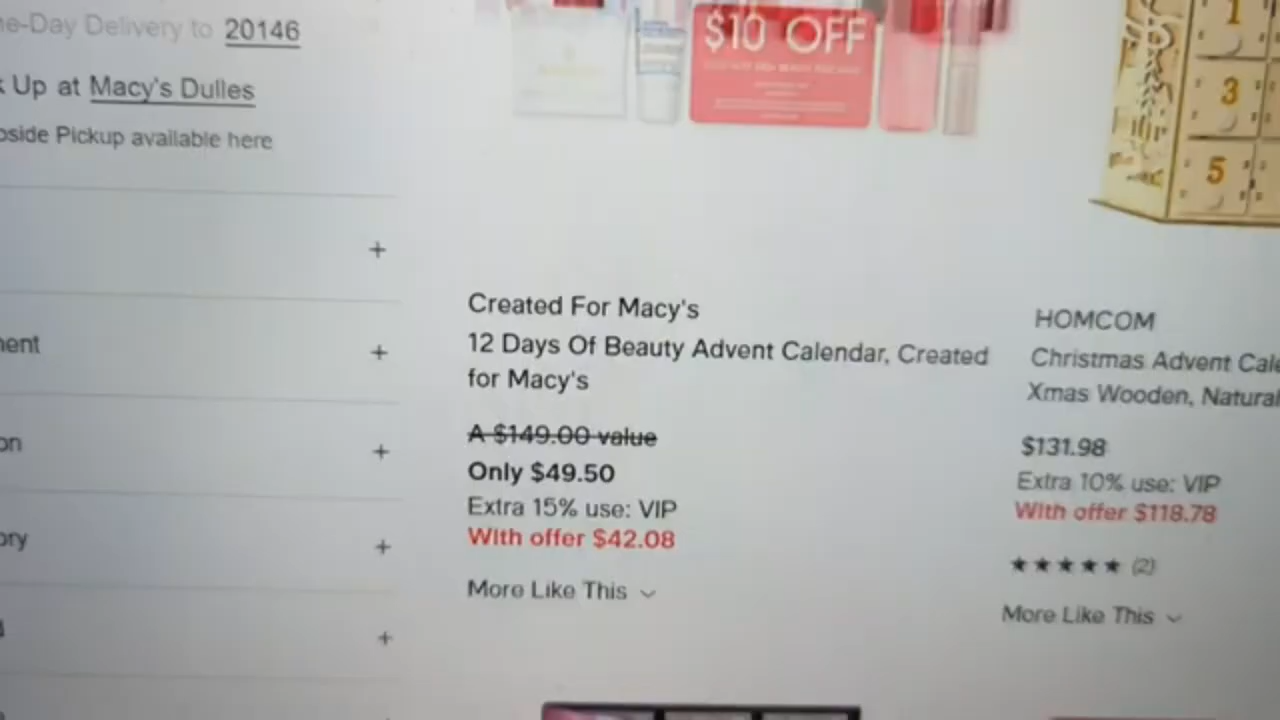 Delivery to 20146
Up at Macy's Dulles
Pickup available here
+
+
+
+
+
$10 OFF
1
3
5
Created For Macy's
12 Days Of Beauty Advent Calendar, Created
for Macy's
A $149.00 value
Only $49.50
Extra 15% use: VIP
With offer $42.08
More Like This
HOMCOM
Christmas Advent
Xmas Wooden, Natural
$131.98
Extra 10% use: VIP
With offer $118.78
★★★★★ (2)
More Like This